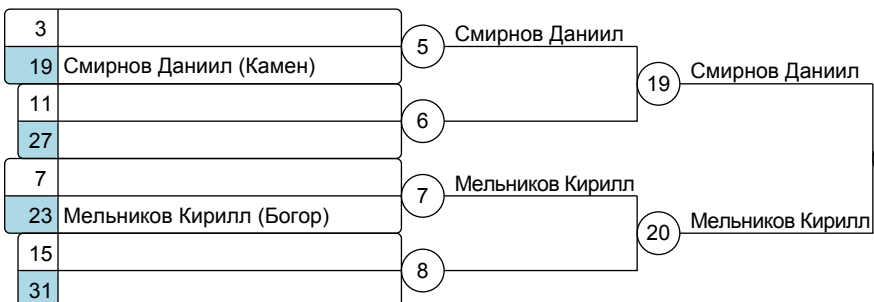 3
5
Смирнов Даниил
19 Смирнов Даниил (Камен)
19
Смирнов Даниил
11
6
27
7
7
Мельников Кирилл
23 Мельников Кирилл (Богор)
20
Мельников Кирилл
15
8
31